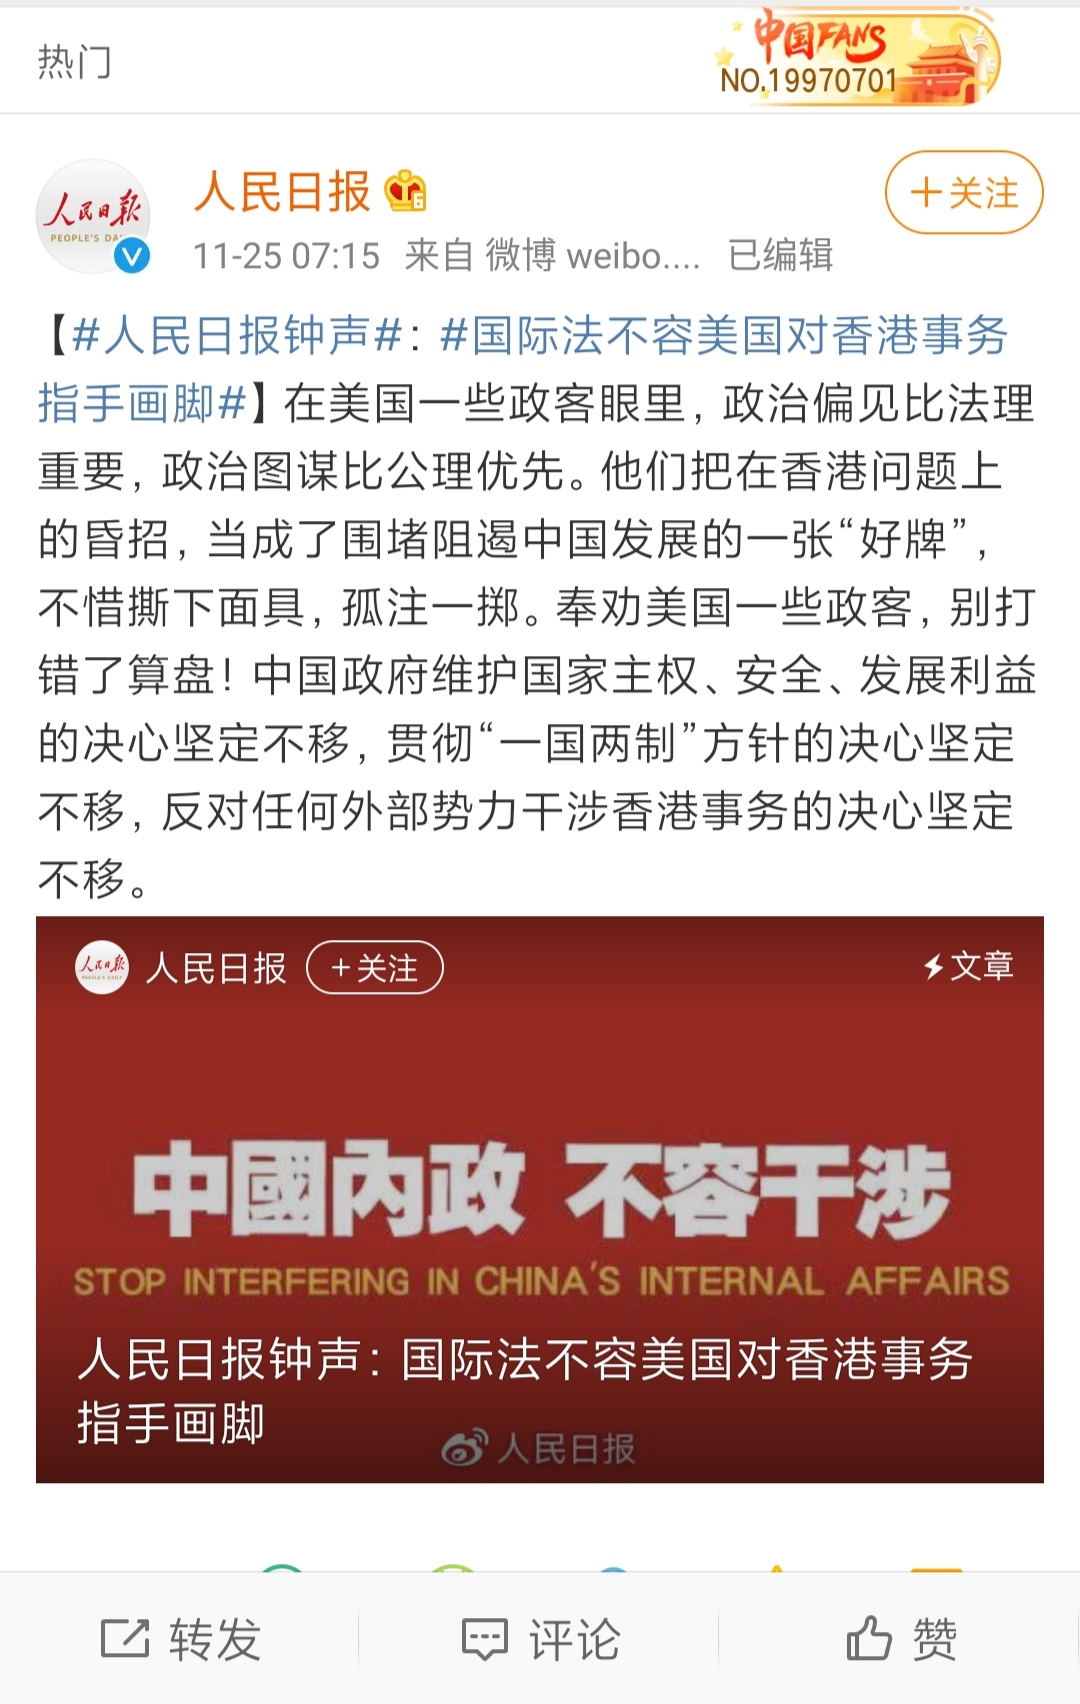 热门
中国FANS
NO.19970701
人民日报
PEOPLE'S DA
人民日报
6
+关注
11-25 07:15 来自 微博 weibo.... 已编辑
【#人民日报钟声#：#国际法不容美国对香港事务
指手画脚#】在美国一些政客眼里，政治偏见比法理
重要，政治图谋比公理优先。他们把在香港问题上
的昏招，当成了围堵阻遏中国发展的一张“好牌”，
不惜撕下面具，孤注一掷。奉劝美国一些政客，别打
错了算盘！中国政府维护国家主权、安全、发展利益
的决心坚定不移，贯彻“一国两制”方针的决心坚定
不移，反对任何外部势力干涉香港事务的决心坚定
不移。
人民日报
PEOPLE'S DAILY
人民日报
+关注
文章
中國內政 不容干涉
STOP INTERFERING IN CHINA'S INTERNAL AFFAIRS
人民日报钟声：国际法不容美国对香港事务
指手画脚
人民日报
转发
评论
赞